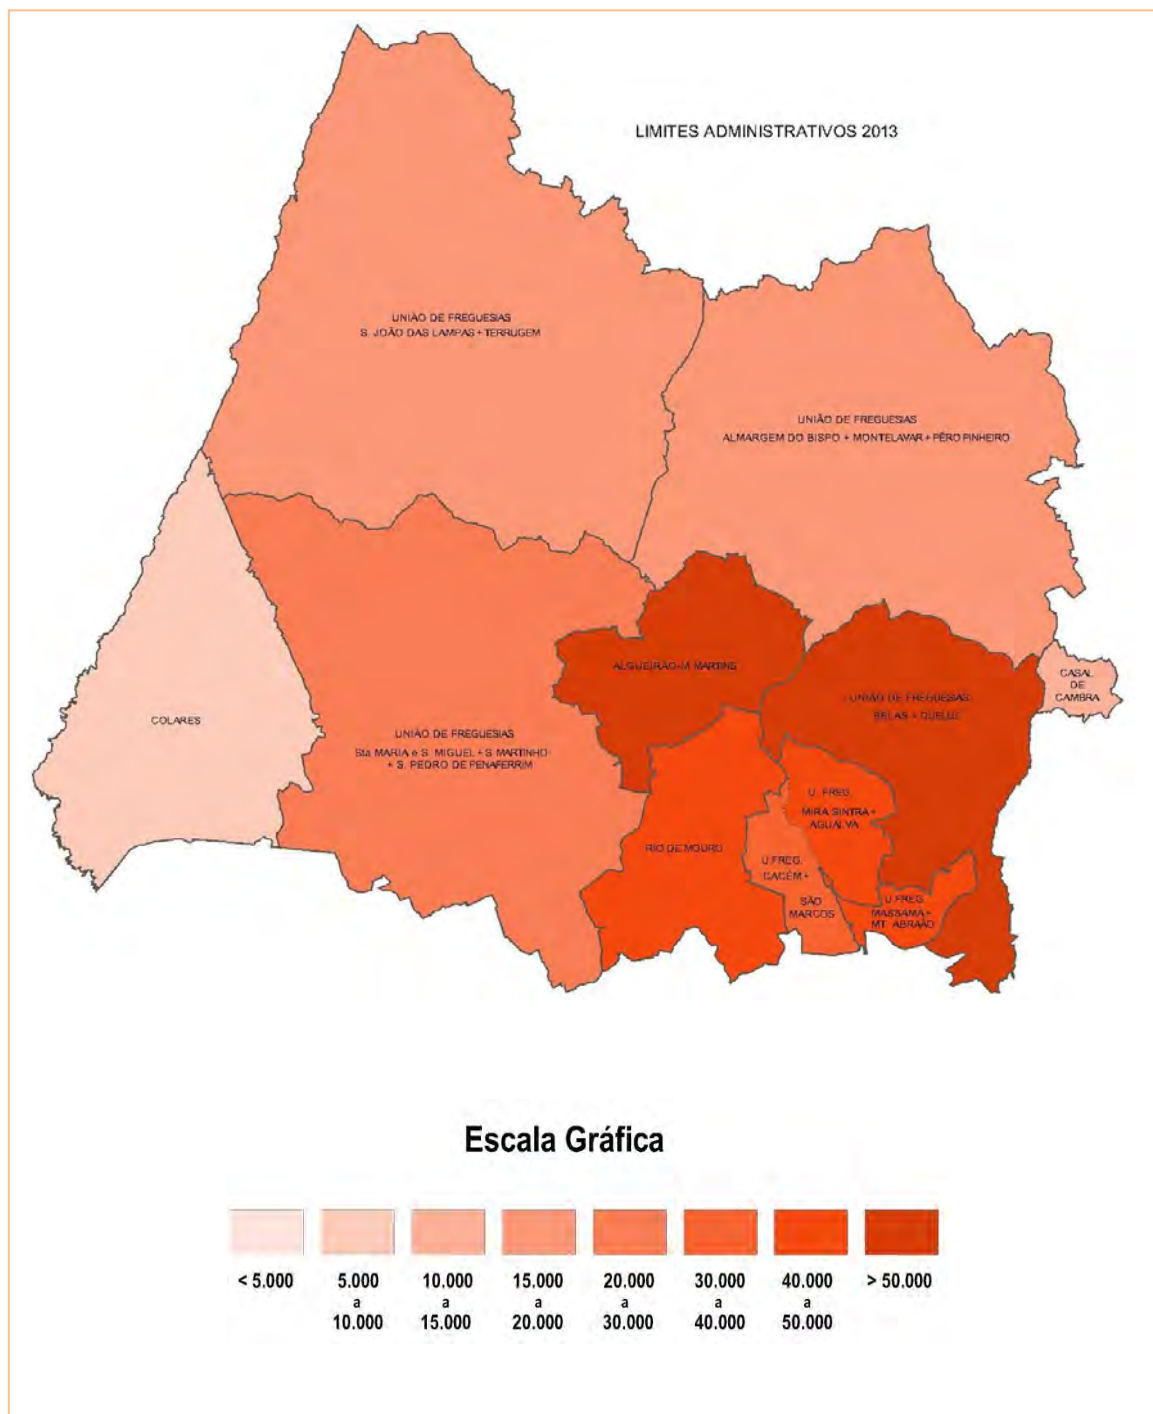 LIMITES ADMINISTRATIVOS 2013
UNIÃO DE FREGUESIAS
S. JOÃO DAS LAMPAS + TERRUGEM
UNIÃO DE FREGUESIAS
ALMARGEM DO BISPO + MONTELAVAR + PÊRO PINHEIRO
ALGUEIRÃO-M MARTINS
CASAL
DE
CAMBRA
UNIÃO DE FREGUESIAS
BELAS + QUELUZ
COLARES
UNIÃO DE FREGUESIAS
Sta MARIA e S. MIGUEL + S. MARTINHO
+ S. PEDRO DE PENAFERRIM
U. FREG.
MIRA SINTRA +
AGUALVA
RIO DE MOURO
U.FREG.
CACÉM +
SÃO
MARCOS
U.FREG.
MASSAMA +
MT. ABRAÃO
Escala Gráfica
< 5.000
5.000
a
10.000
10.000
a
15.000
15.000
a
20.000
20.000
a
30.000
30.000
a
40.000
40.000
a
50.000
> 50.000